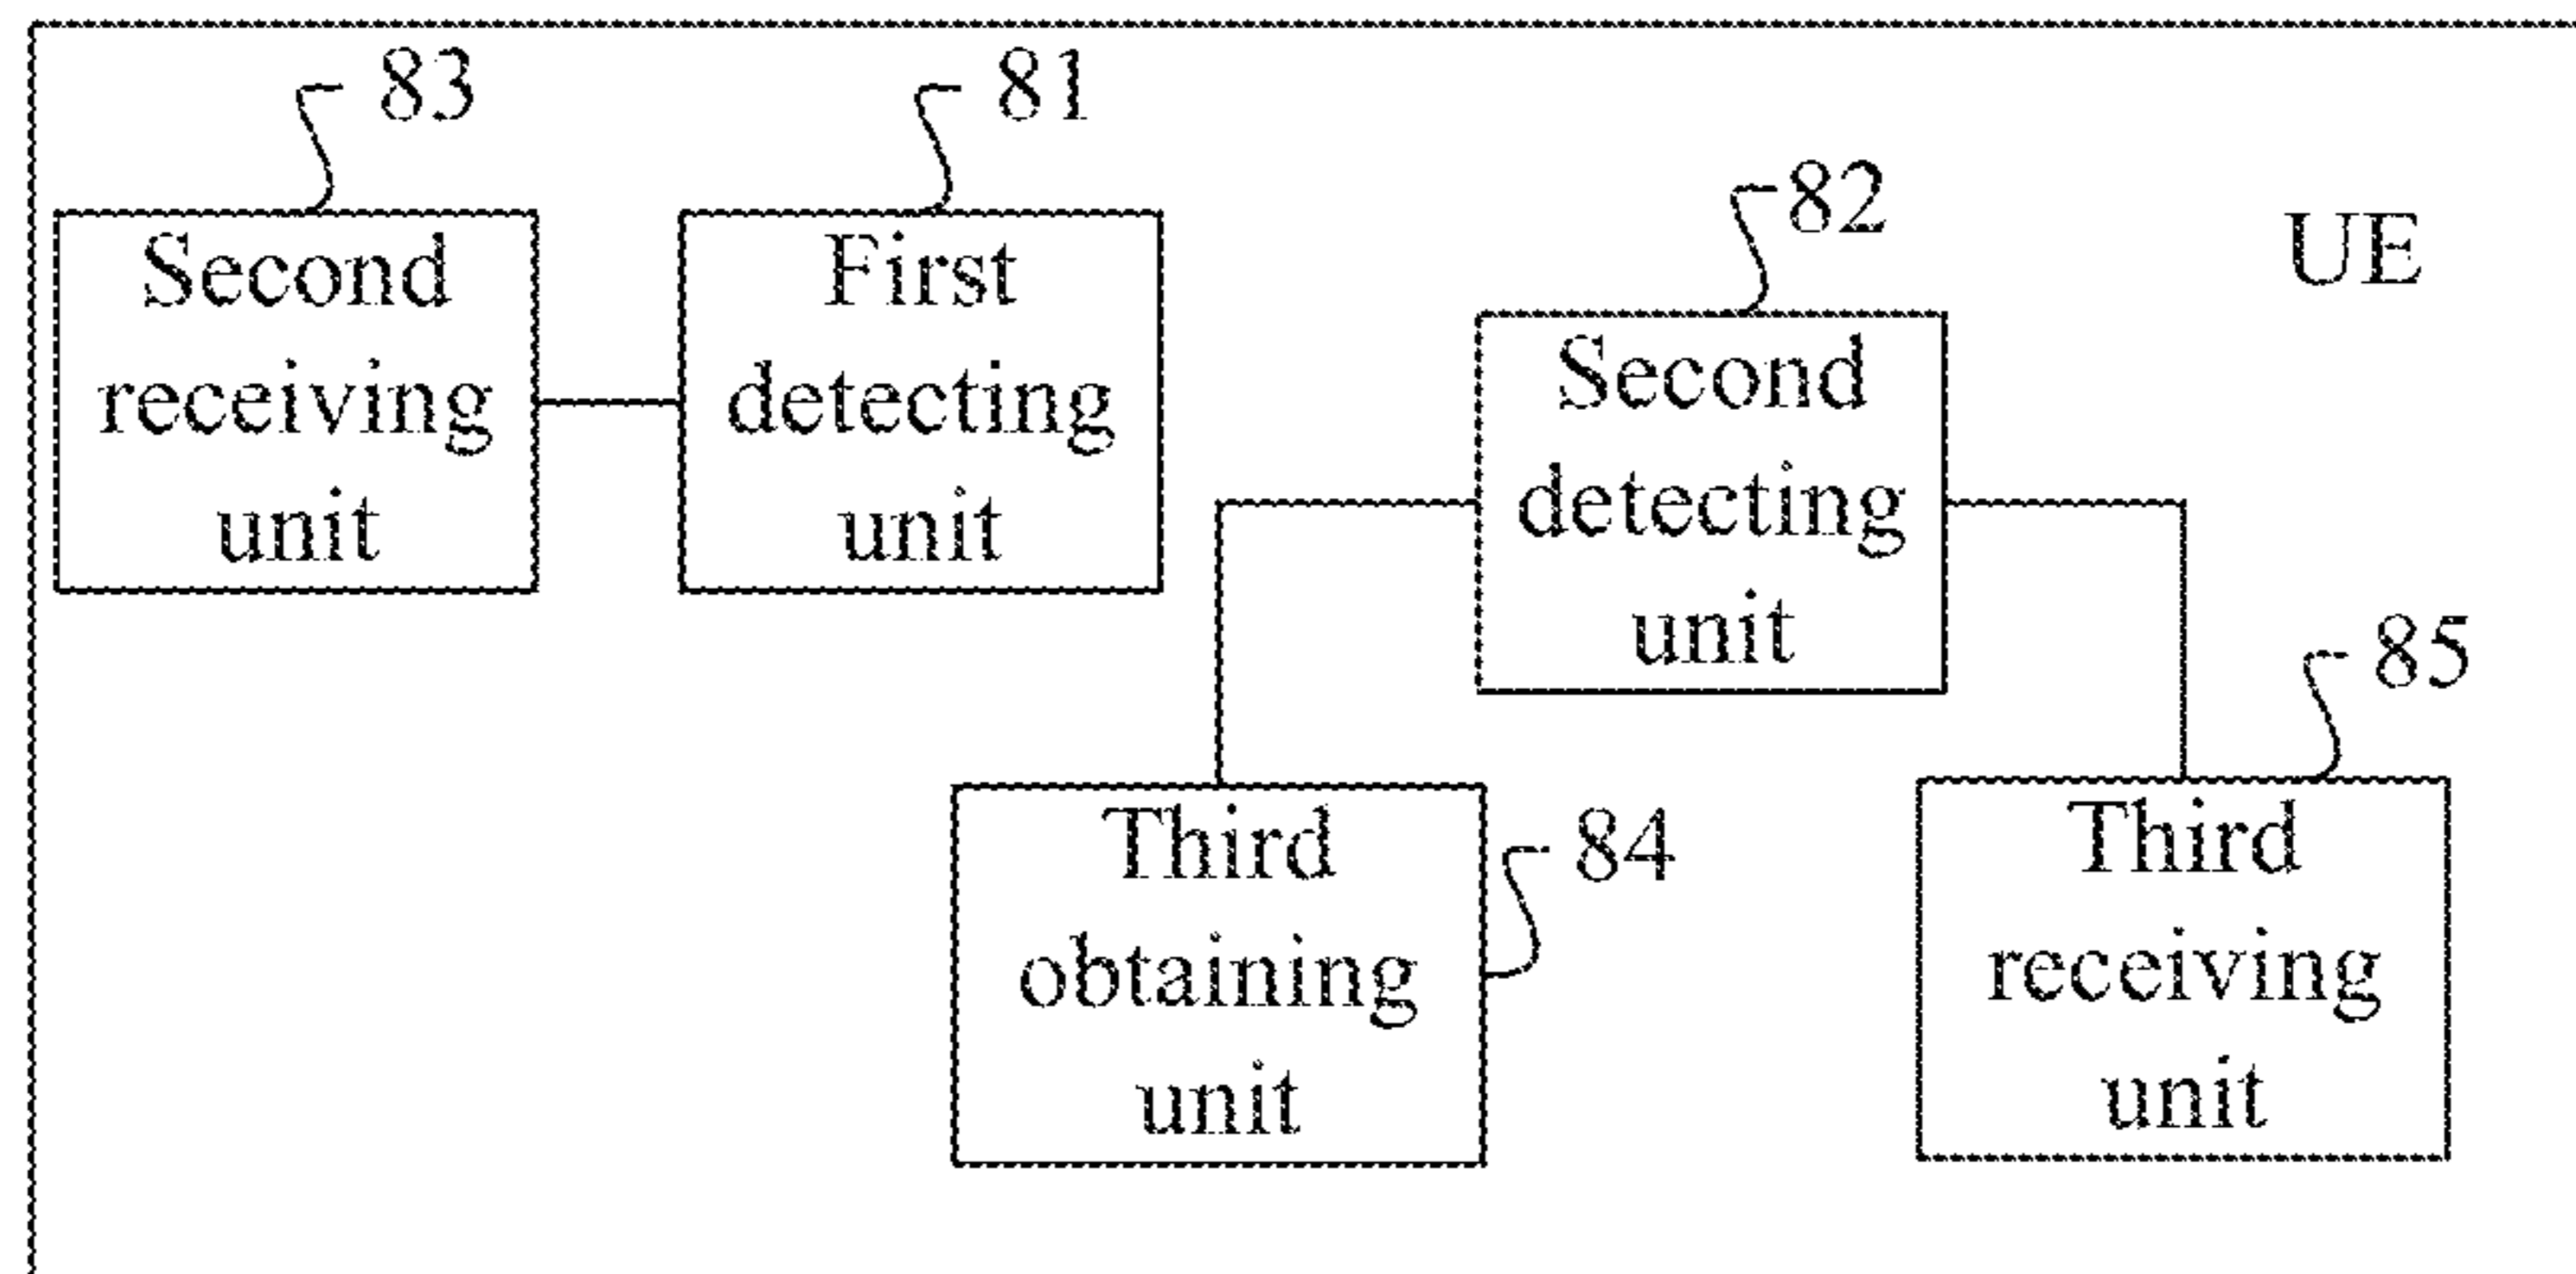 83
81
82
UE
Second
receiving
unit
First
detecting
unit
Second
detecting
unit
85
Third
obtaining
unit
84
Third
receiving
unit